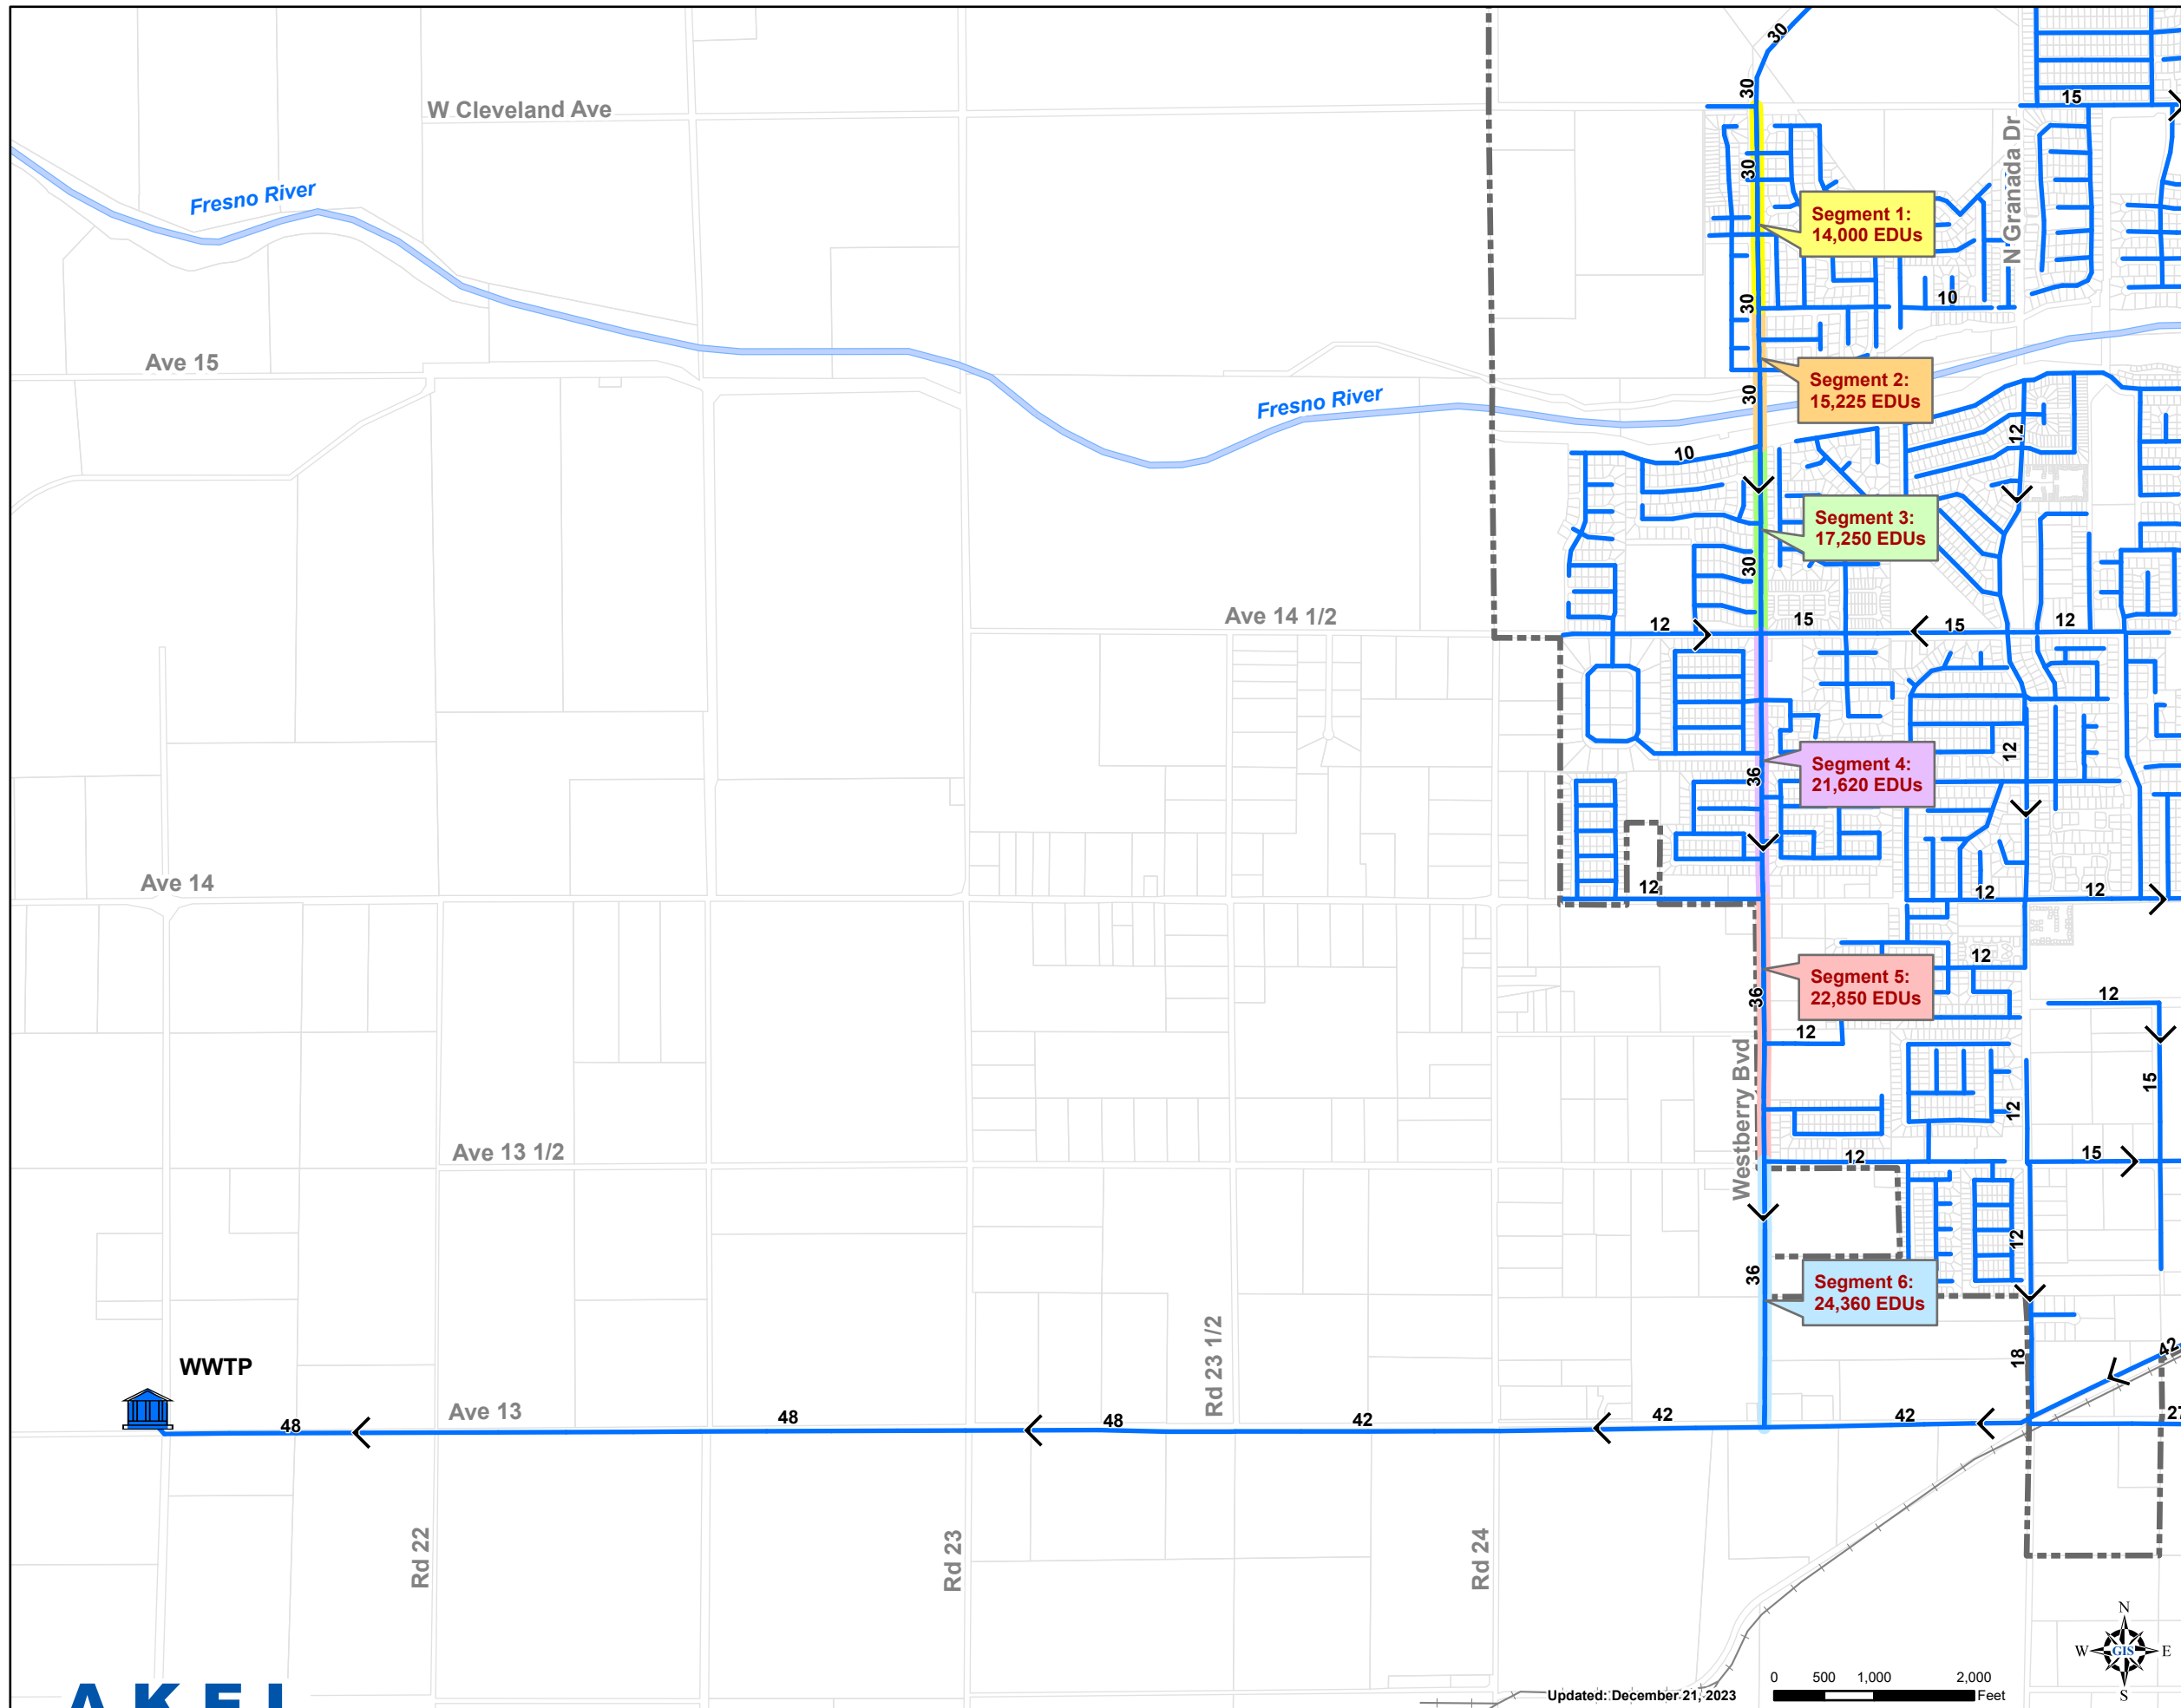 30
30
W Cleveland Ave
15
N Granada Dr
30
Fresno River
Segment 1:
14,000 EDUs
30
10
Ave 15
Segment 2:
15,225 EDUs
30
Fresno River
12
10
Segment 3:
17,250 EDUs
30
Ave 14 1/2
12
15
15
12
12
Segment 4:
21,620 EDUs
36
Ave 14
12
12
12
12
Segment 5:
22,850 EDUs
36
12
12
Westberry Bvd
15
12
Ave 13 1/2
12
15
12
36
Segment 6:
24,360 EDUs
Rd 23 1/2
18
42
WWTP
Ave 13
48
48
48
42
42
42
27
Rd 22
Rd 23
Rd 24
N
W
GIS
E
S
0
500
1,000
2,000
Feet
Updated: December 21, 2023
AKEL